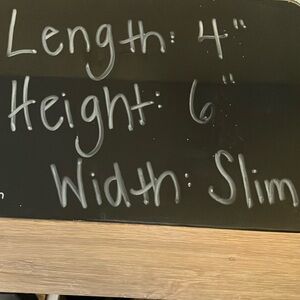 Length: 4"
Height: 6"
Width: Slim